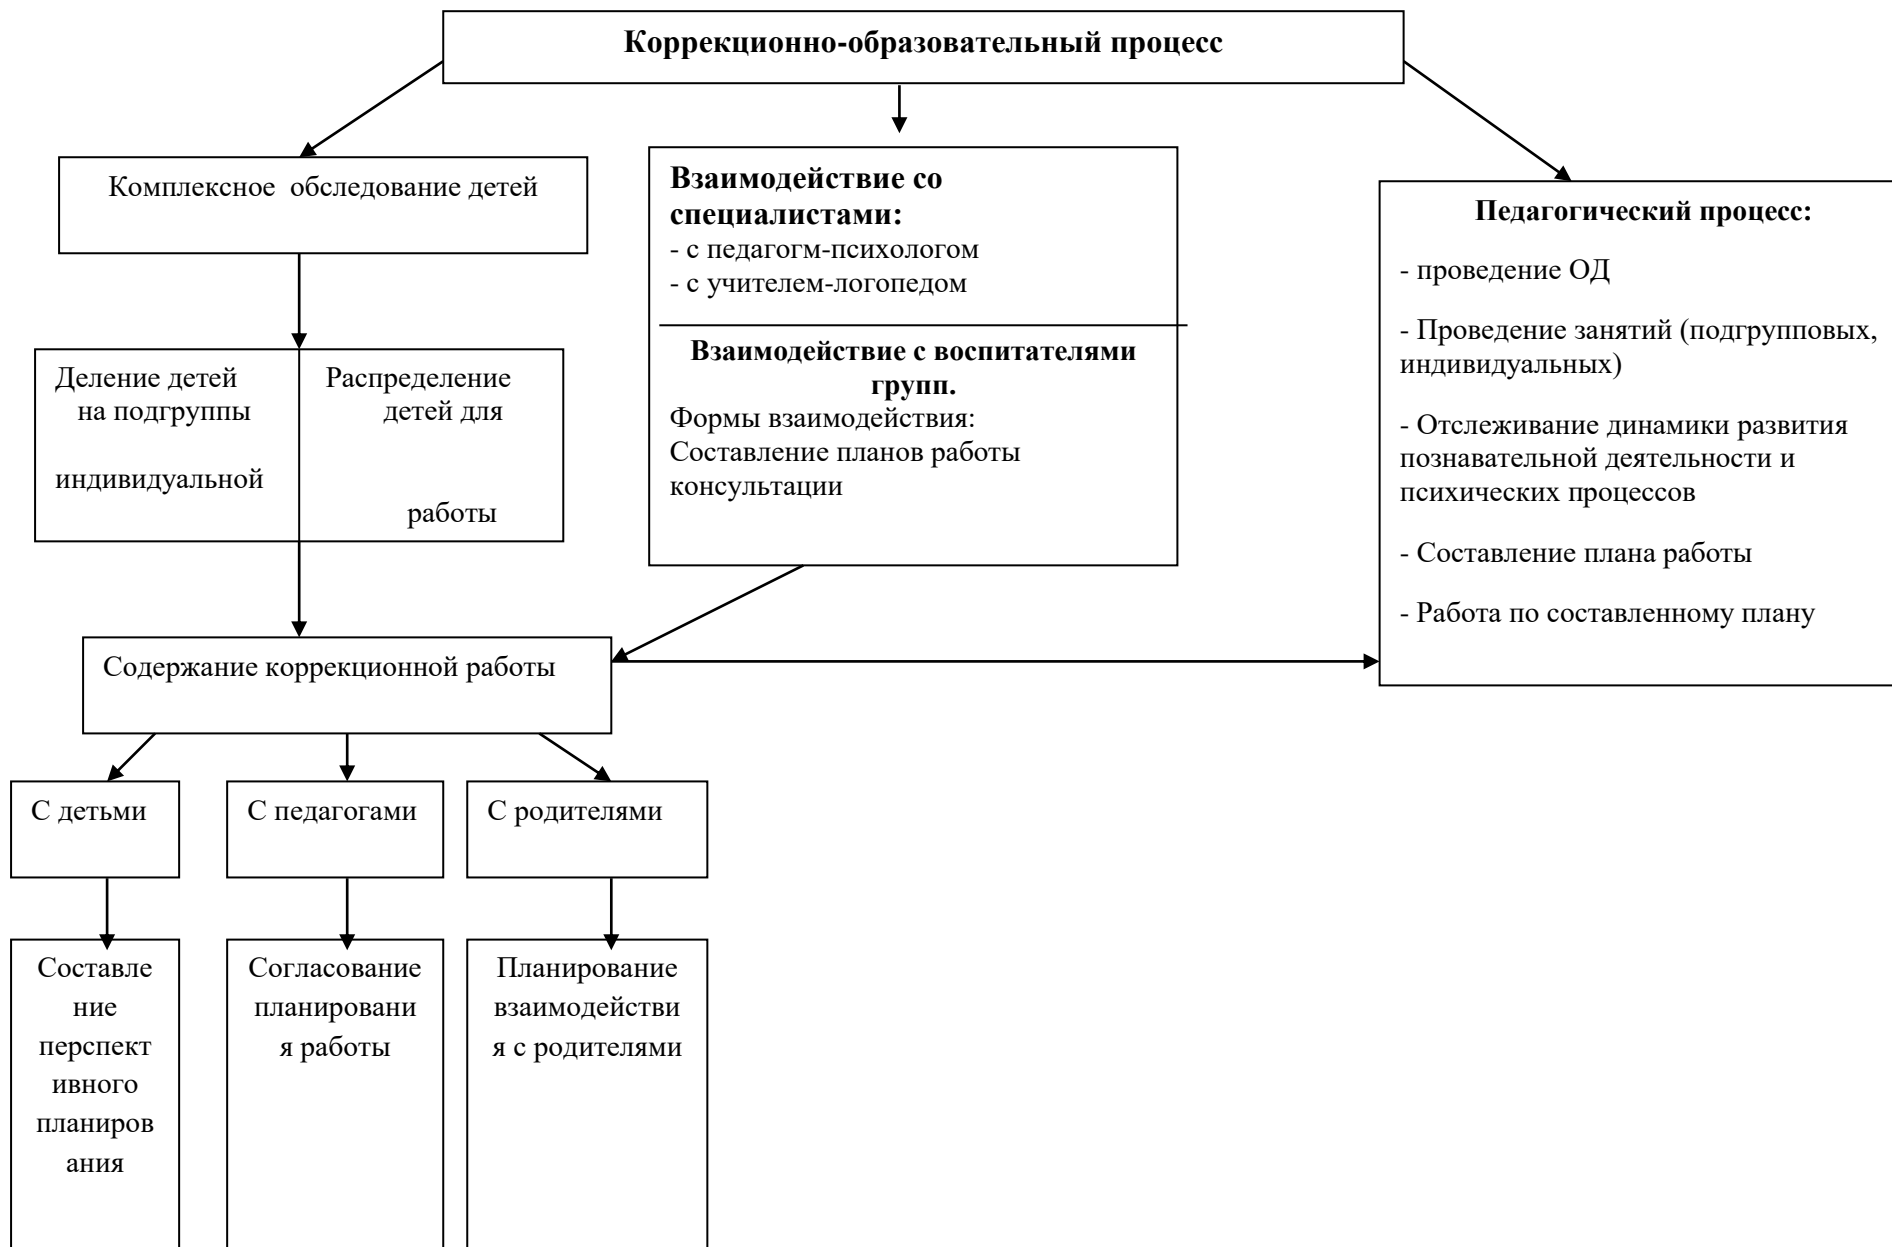 Коррекционно-образовательный процесс
Комплексное  обследование детей
Взаимодействие со
специалистами:
- с педагогм-психологом
- с учителем-логопедом
Взаимодействие с воспитателями
групп.
Формы взаимодействия:
Составление планов работы
консультации
Педагогический процесс:
- проведение ОД
- Проведение занятий (подгрупповых,
индивидуальных)
- Отслеживание динамики развития
познавательной деятельности и
психических процессов
- Составление плана работы
- Работа по составленному плану
Деление детей Распределение
на подгруппы детей для
индивидуальной
работы
Содержание коррекционной работы
С детьми
С педагогами
С родителями
Составле
ние
перспект
ивного
планиров
ания
Согласование
планировани
я работы
Планирование
взаимодействи
я с родителями